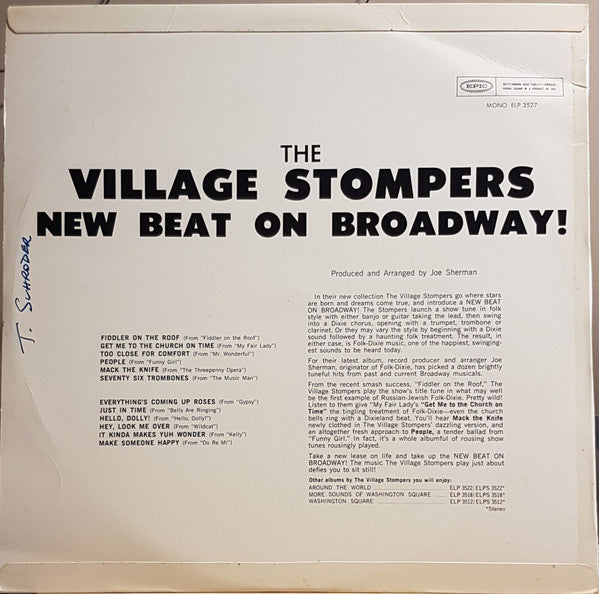 EPIC
MONO ELP 3527
THE
VILLAGE STOMPERS
NEW BEAT ON BROADWAY!
T. SCHRODER
Produced and Arranged by Joe Sherman
FIDDLER ON THE ROOF (From "Fiddler on the Roof")
GET ME TO THE CHURCH ON TIME (From "My Fair Lady")
TOO CLOSE FOR COMFORT (From "Mr. Wonderful")
PEOPLE (From "Funny Girl")
MACK THE KNIFE (From "The Threepenny Opera")
SEVENTY SIX TROMBONES (From "The Music Man")
EVERYTHING'S COMING UP ROSES (From "Gypsy")
JUST IN TIME (From "Bells Are Ringing")
HELLO, DOLLY! (From "Hello, Dolly!")
HEY, LOOK ME OVER (From "Wildcat")
IT KINDA MAKES YUH WONDER (From "Kelly")
MAKE SOMEONE HAPPY (From "Do Re Mi")
In their new collection The Village Stompers go where stars
are born and dreams come true, and introduce a NEW BEAT
ON BROADWAY! The Stompers launch a show tune in folk
style with either banjo or guitar taking the lead, then swing
into a Dixie chorus, opening with a trumpet, trombone or
clarinet. Or they may vary the style by beginning with a Dixie
sound followed by a haunting folk treatment. The result, in
either case, is Folk-Dixie music, one of the happiest, swing-
iest sounds to be heard today.
For their latest album, record producer and arranger Joe
Sherman, originator of Folk-Dixie, has picked a dozen brightly
tuneful hits from past and current Broadway musicals.
From the recent smash success, "Fiddler on the Roof," The
Village Stompers play the show's title tune in what may well
be the first example of Russian-Jewish Folk-Dixie. Pretty wild!
Listen to them give "My Fair Lady's "Get Me to the Church on
Time" the tingling treatment of Folk-Dixie—even the church
bells ring with a Dixieland beat. You'll hear Mack the Knife
newly clothed in The Village Stompers' dazzling version, and
an altogether fresh approach to People, a tender ballad from
"Funny Girl." In fact, it's a whole albumful of rousing show
tunes rousingly played.
Take a new lease on life and take up the NEW BEAT ON
BROADWAY! The music The Village Stompers play just about
defies you to sit still!
Other albums by The Village Stompers you will enjoy:
AROUND THE WORLD ELP 3522/ELPS 3522*
MORE SOUNDS OF WASHINGTON SQUARE ELP 3518/ELPS 3518*
WASHINGTON SQUARE ELP 3512/ELPS 3512*
*Stereo